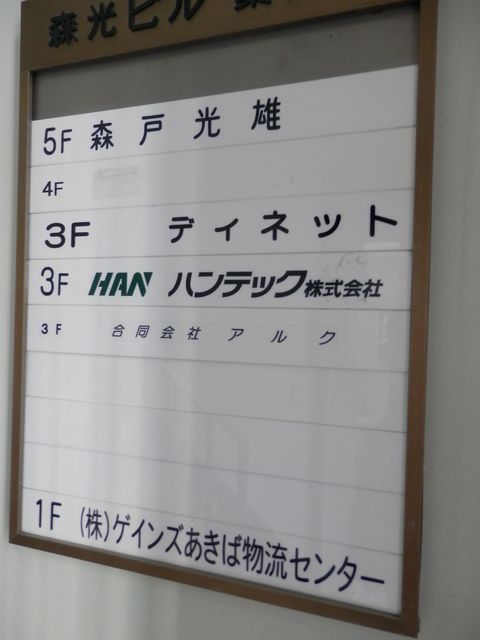 森光ビル
5F 森戸光雄
4F
3F ディネット
3F HAN ハンテック株式会社
3F 合同会社 アルク
1F (株)ゲインズあきば物流センター